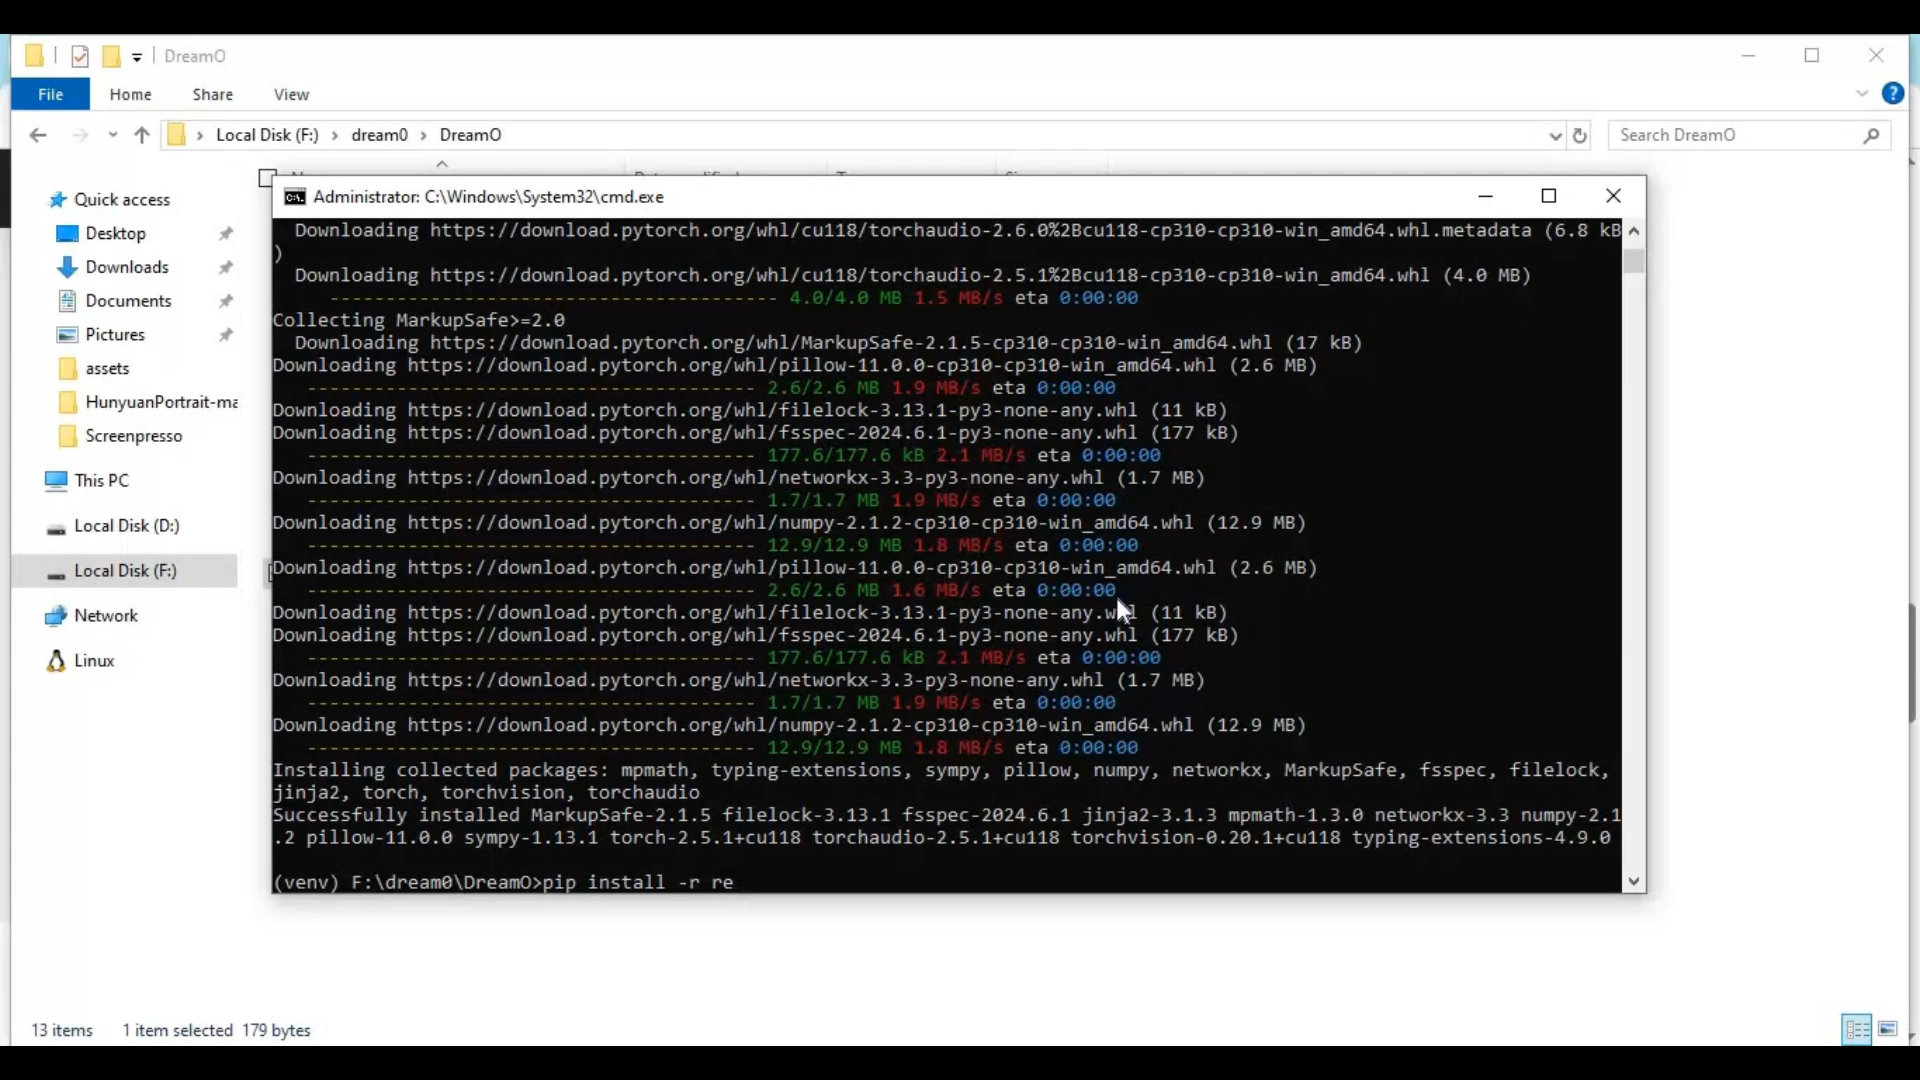 DreamO
File
Home
Share
View
Local Disk (F:)
dream0
DreamO
Search DreamO
Quick access
Desktop
Downloads
Documents
Pictures
assets
HunyuanPortrait-ma
Screenpresso
This PC
Local Disk (D:)
Local Disk (F:)
Network
Linux
Administrator: C:\Windows\System32\cmd.exe
Downloading https://download.pytorch.org/whl/cu118/torchaudio-2.6.0%2Bcu118-cp310-cp310-win_amd64.whl.metadata (6.8 kB
)
Downloading https://download.pytorch.org/whl/cu118/torchaudio-2.5.1%2Bcu118-cp310-cp310-win_amd64.whl (4.0 MB)
---------------------------------------- 4.0/4.0 MB 1.5 MB/s eta 0:00:00
Collecting MarkupSafe>=2.0
Downloading https://download.pytorch.org/whl/MarkupSafe-2.1.5-cp310-cp310-win_amd64.whl (17 kB)
Downloading https://download.pytorch.org/whl/pillow-11.0.0-cp310-cp310-win_amd64.whl (2.6 MB)
---------------------------------------- 2.6/2.6 MB 1.9 MB/s eta 0:00:00
Downloading https://download.pytorch.org/whl/filelock-3.13.1-py3-none-any.whl (11 kB)
Downloading https://download.pytorch.org/whl/fsspec-2024.6.1-py3-none-any.whl (177 kB)
---------------------------------------- 177.6/177.6 kB 2.1 MB/s eta 0:00:00
Downloading https://download.pytorch.org/whl/networkx-3.3-py3-none-any.whl (1.7 MB)
---------------------------------------- 1.7/1.7 MB 1.9 MB/s eta 0:00:00
Downloading https://download.pytorch.org/whl/numpy-2.1.2-cp310-cp310-win_amd64.whl (12.9 MB)
---------------------------------------- 12.9/12.9 MB 1.8 MB/s eta 0:00:00
Downloading https://download.pytorch.org/whl/pillow-11.0.0-cp310-cp310-win_amd64.whl (2.6 MB)
---------------------------------------- 2.6/2.6 MB 1.6 MB/s eta 0:00:00
Downloading https://download.pytorch.org/whl/filelock-3.13.1-py3-none-any.whl (11 kB)
Downloading https://download.pytorch.org/whl/fsspec-2024.6.1-py3-none-any.whl (177 kB)
---------------------------------------- 177.6/177.6 kB 2.1 MB/s eta 0:00:00
Downloading https://download.pytorch.org/whl/networkx-3.3-py3-none-any.whl (1.7 MB)
---------------------------------------- 1.7/1.7 MB 1.9 MB/s eta 0:00:00
Downloading https://download.pytorch.org/whl/numpy-2.1.2-cp310-cp310-win_amd64.whl (12.9 MB)
---------------------------------------- 12.9/12.9 MB 1.8 MB/s eta 0:00:00
Installing collected packages: mpmath, typing-extensions, sympy, pillow, numpy, networkx, MarkupSafe, fsspec, filelock,
jinja2, torch, torchvision, torchaudio
Successfully installed MarkupSafe-2.1.5 filelock-3.13.1 fsspec-2024.6.1 jinja2-3.1.3 mpmath-1.3.0 networkx-3.3 numpy-2.1
.2 pillow-11.0.0 sympy-1.13.1 torch-2.5.1+cu118 torchaudio-2.5.1+cu118 torchvision-0.20.1+cu118 typing-extensions-4.9.0
(venv) F:\dream0\DreamO>pip install -r re
13 items
1 item selected 179 bytes